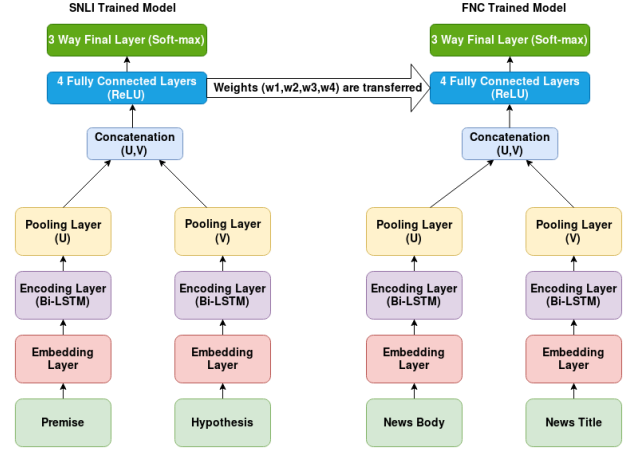 SNLI Trained Model
3 Way Final Layer (Soft-max)
4 Fully Connected Layers
(ReLU)
Weights (w1,w2,w3,w4) are transferred
Concatenation
(U,V)
Pooling Layer
(U)
Pooling Layer
(V)
Encoding Layer
(Bi-LSTM)
Encoding Layer
(Bi-LSTM)
Embedding
Layer
Embedding
Layer
Premise
Hypothesis
FNC Trained Model
3 Way Final Layer (Soft-max)
4 Fully Connected Layers
(ReLU)
Concatenation
(U,V)
Pooling Layer
(U)
Pooling Layer
(V)
Encoding Layer
(Bi-LSTM)
Encoding Layer
(Bi-LSTM)
Embedding
Layer
Embedding
Layer
News Body
News Title